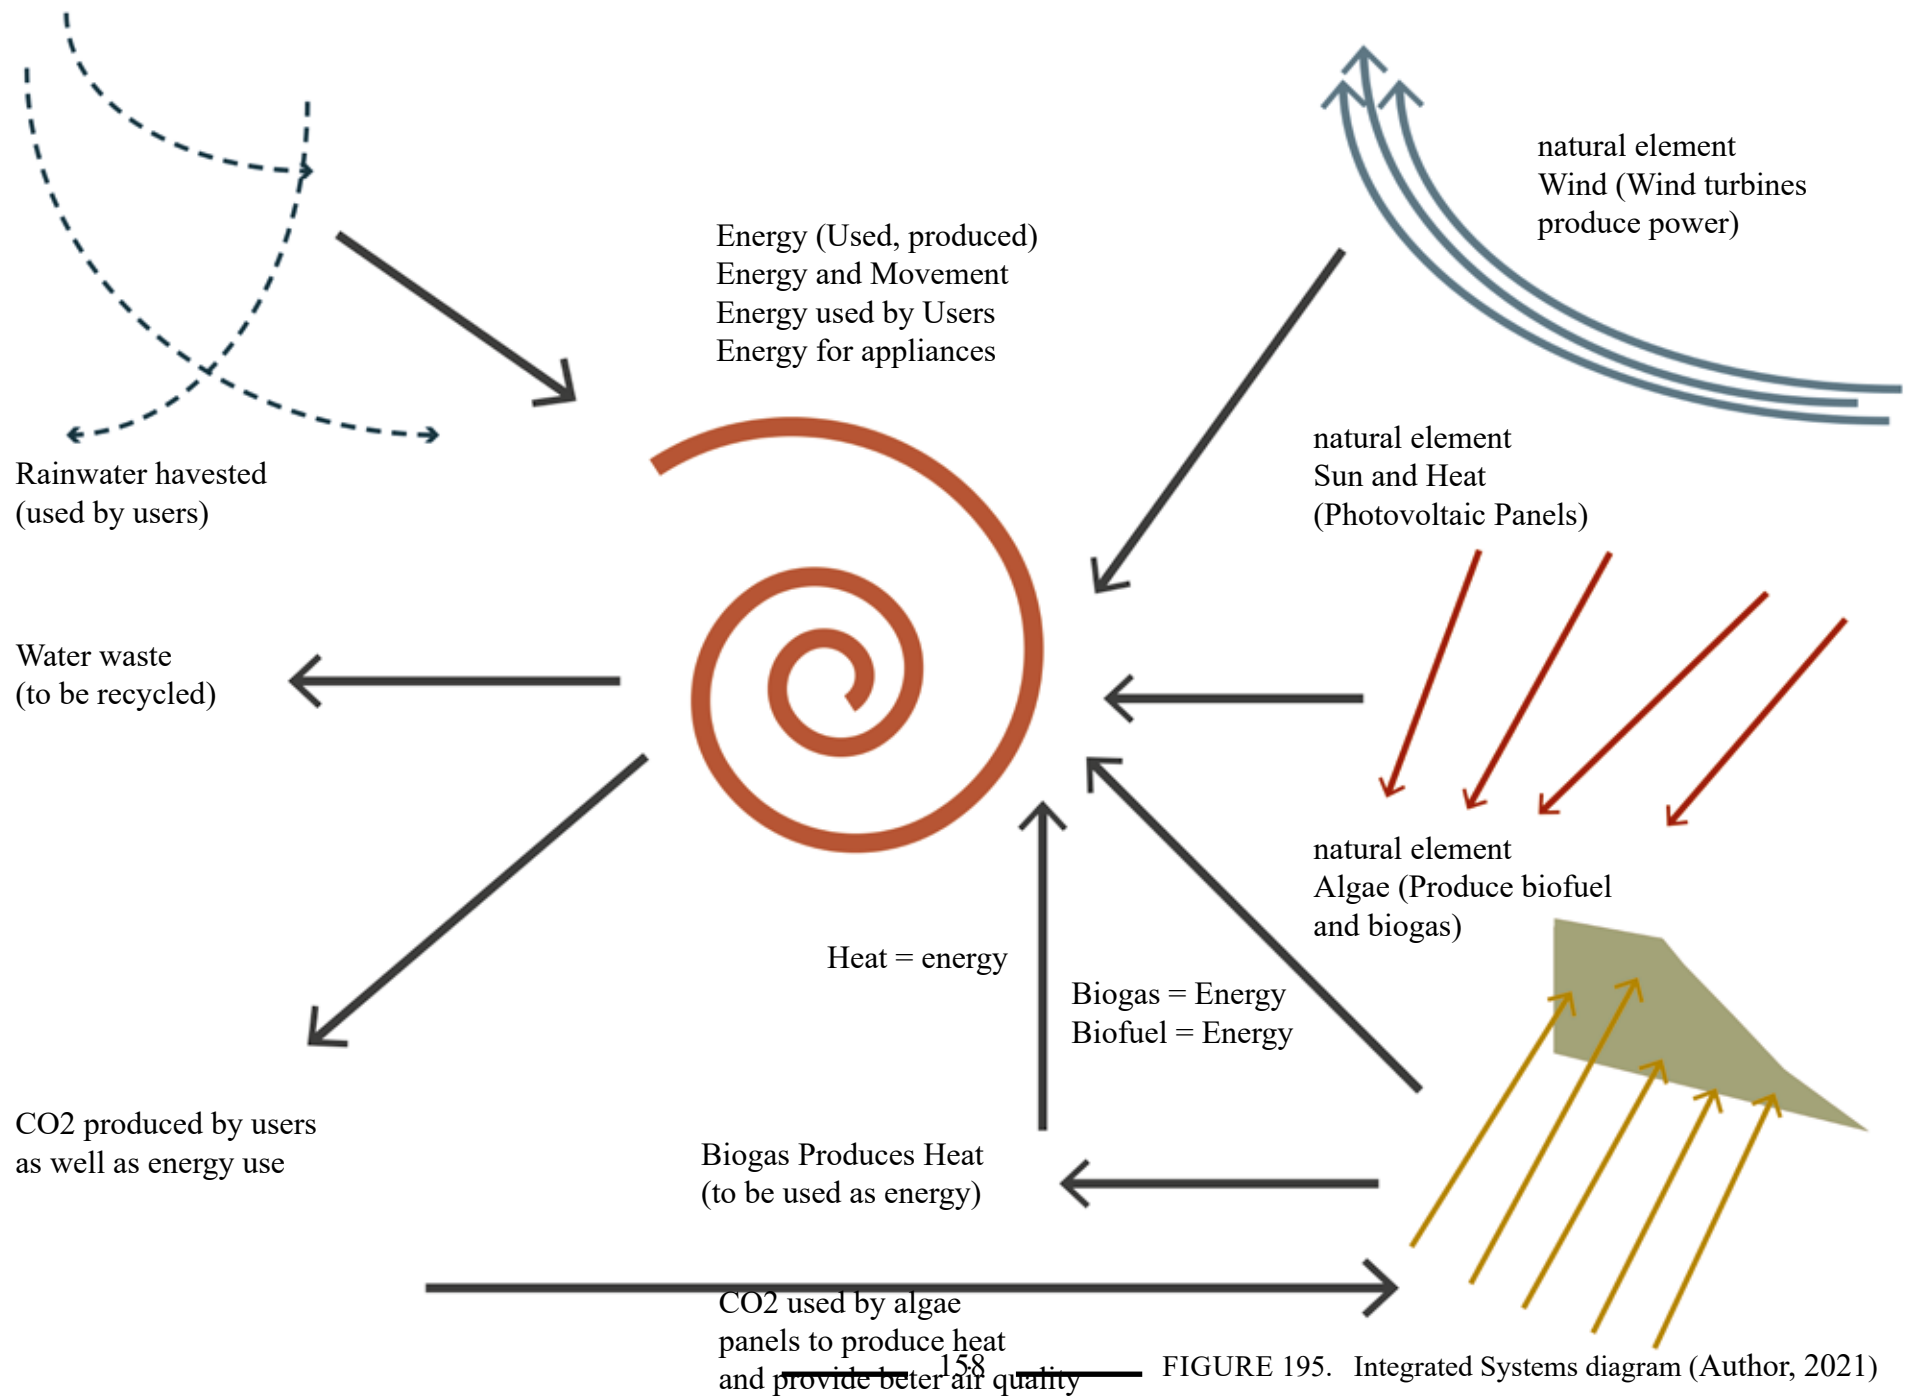 natural element
Wind (Wind turbines
produce power)
Energy (Used, produced)
Energy and Movement
Energy used by Users
Energy for appliances
natural element
Sun and Heat
(Photovoltaic Panels)
Rainwater havested
(used by users)
Water waste
(to be recycled)
natural element
Algae (Produce biofuel
and biogas)
Heat = energy
Biogas = Energy
Biofuel = Energy
CO2 produced by users
as well as energy use
Biogas Produces Heat
(to be used as energy)
CO2 used by algae
panels to produce heat
and provide beter air quality
158
FIGURE 195. Integrated Systems diagram (Author, 2021)